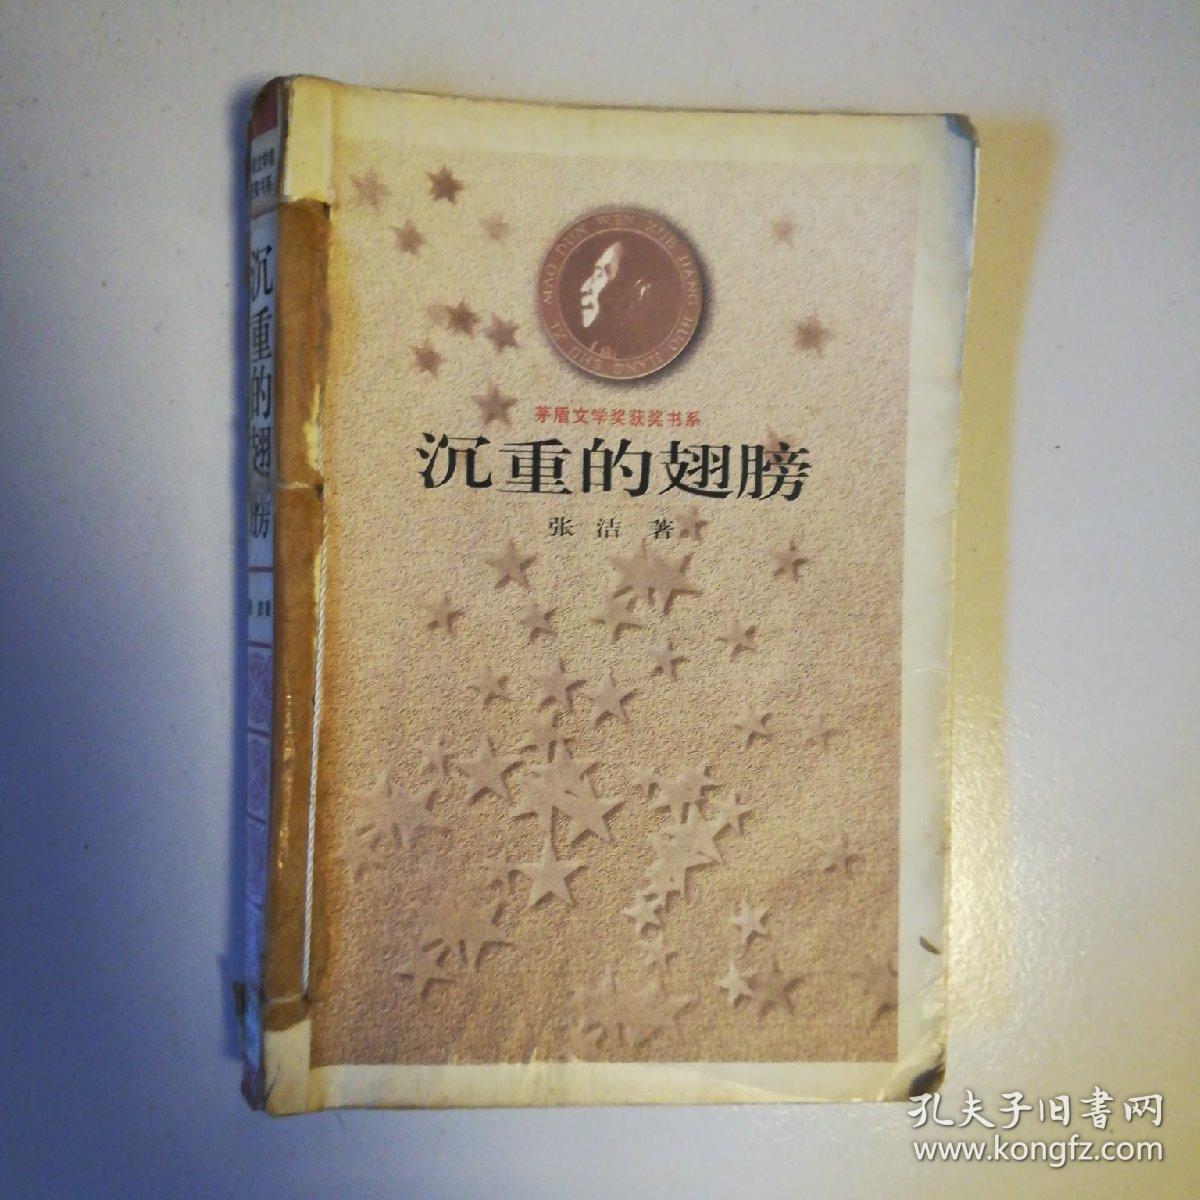 MAO DUN WEN XUE JIANG HUO JIANG SHU XI
茅盾文学奖获奖书系
沉重的翅膀
张洁 著
沉重的翅膀
孔夫子旧书网
www.kongfz.com